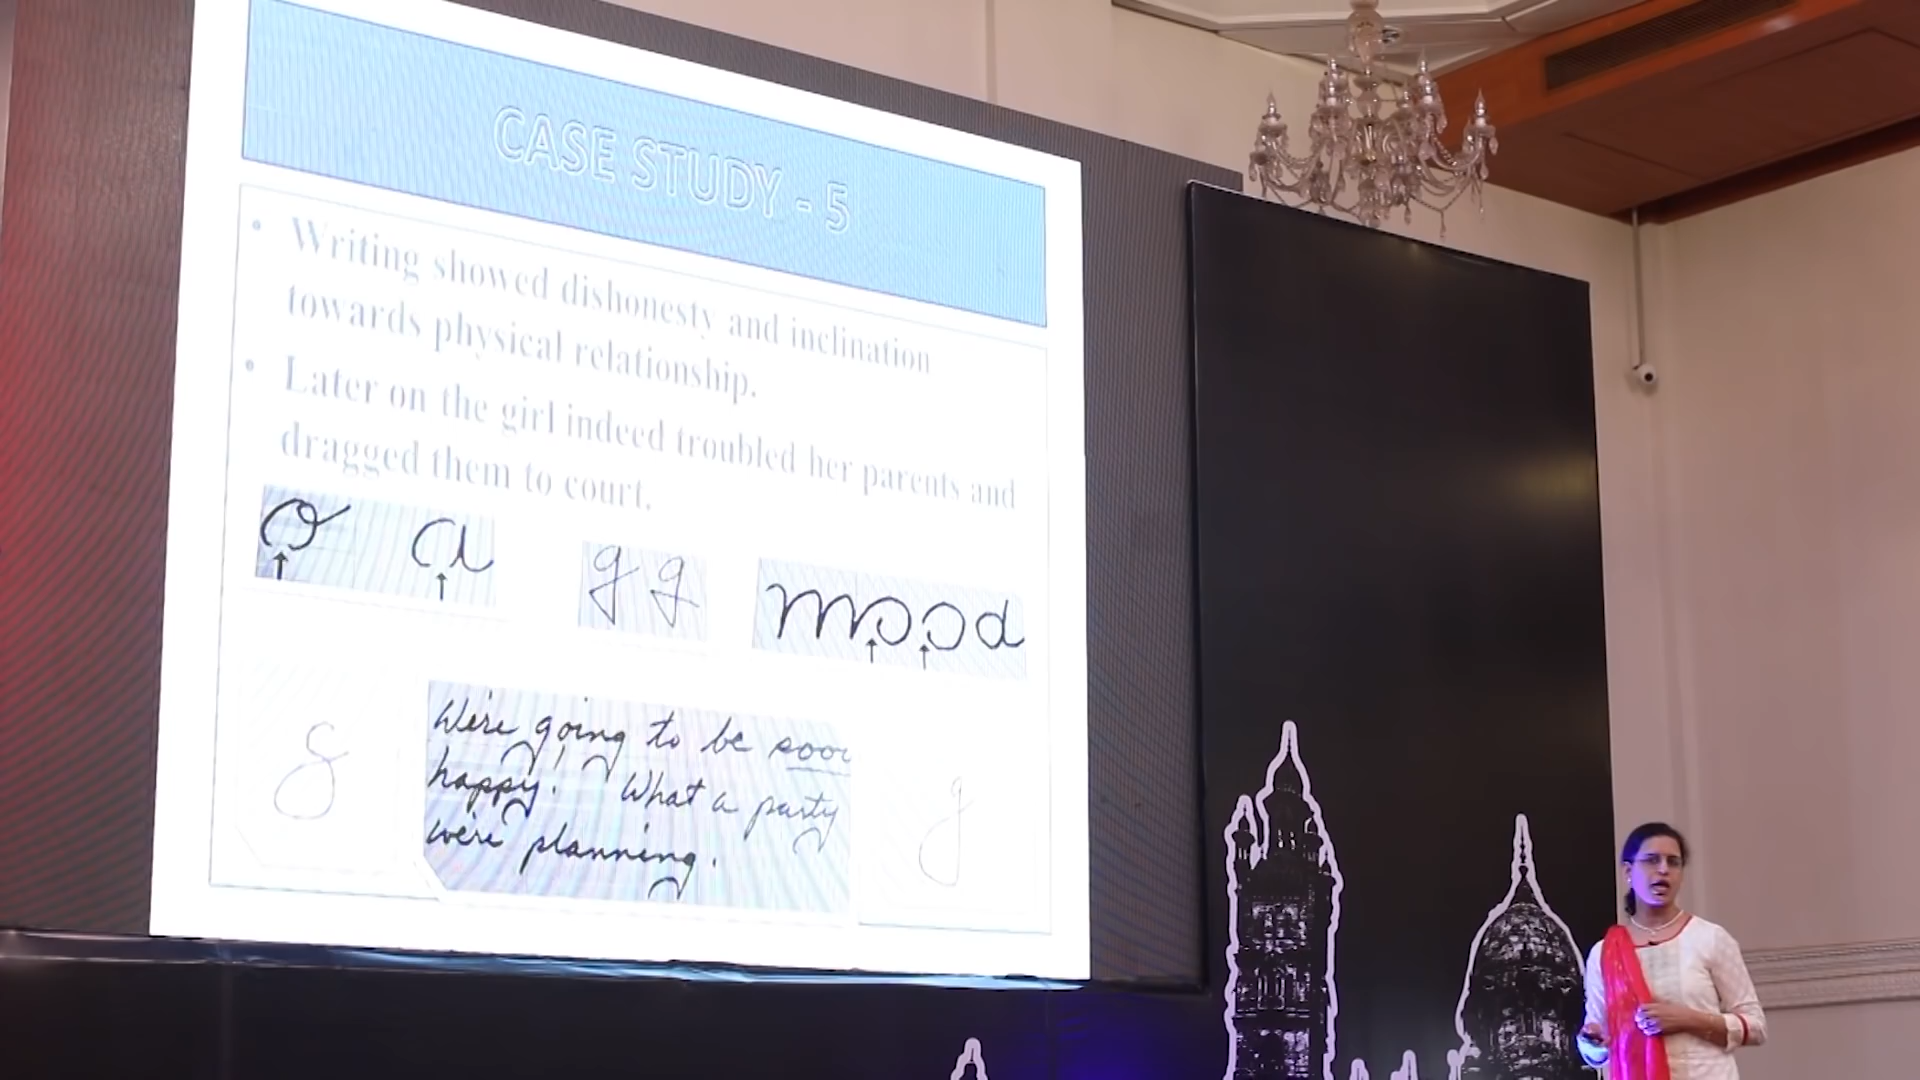 CASE STUDY - 5
• Writing showed dishonesty and inclination
towards physical relationship.
• Later on the girl indeed troubled her parents and
dragged them to court.
o a
g g
mood
g
We're going to be sooo
happy! What a party
we're planning.
g